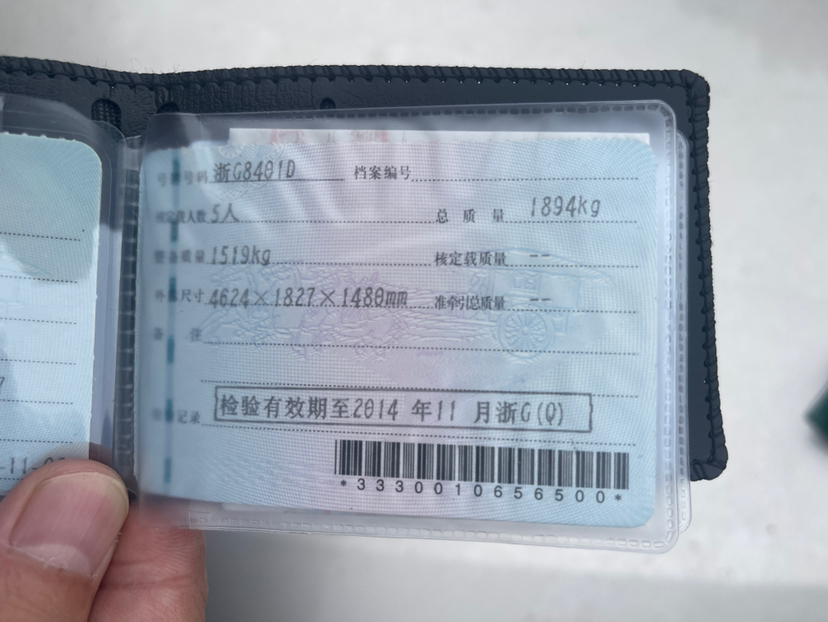 号牌号码 浙G8401D 档案编号
核定载人数 5人 总质量 1894kg
整备质量 1519kg 核定载质量 --
外廓尺寸 4624×1827×1480mm 准牵引总质量 --
备注
检验记录 检验有效期至2014年11月浙G(Q)
*3330010656500*